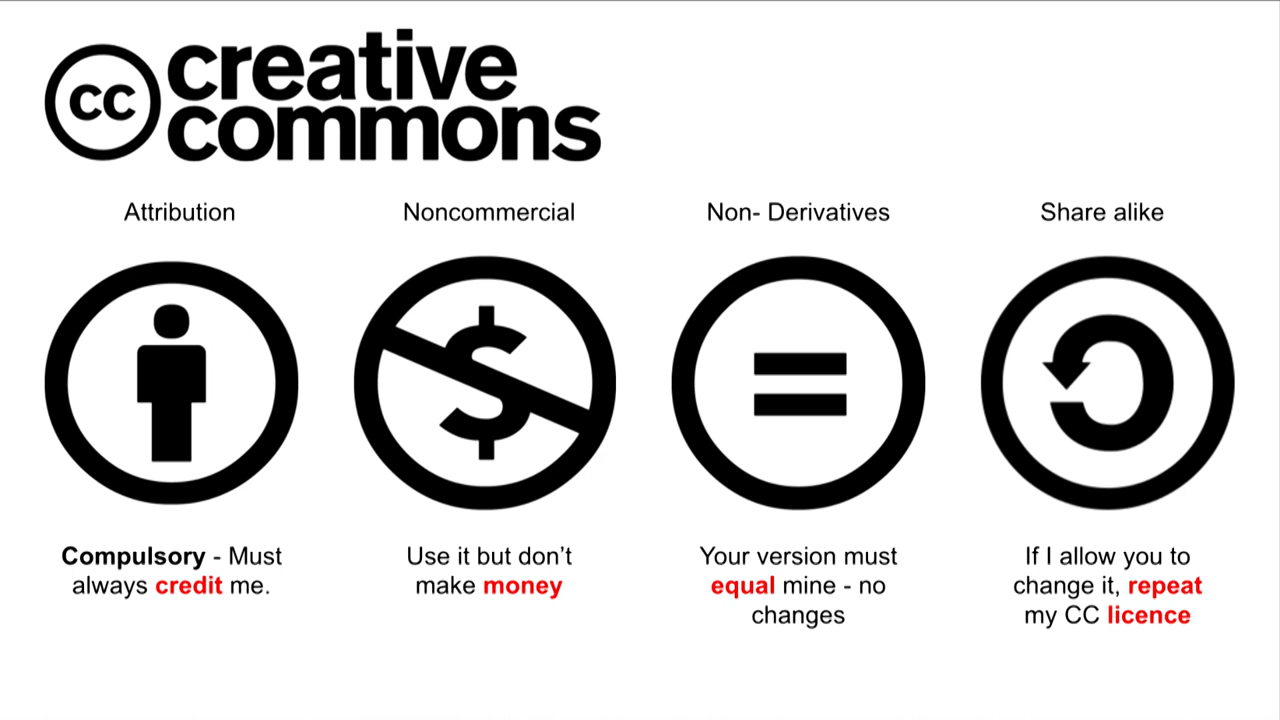 cc creative
commons
Attribution
Noncommercial
Non- Derivatives
Share alike
Compulsory - Must
always credit me.
Use it but don’t
make money
Your version must
equal mine - no
changes
If I allow you to
change it, repeat
my CC licence